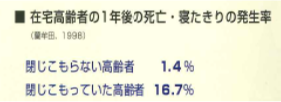 ■ 在宅高齢者の1年後の死亡・寝たきりの発生率
(藺牟田, 1998)
閉じこもらない高齢者 1.4%
閉じこもっていた高齢者 16.7%